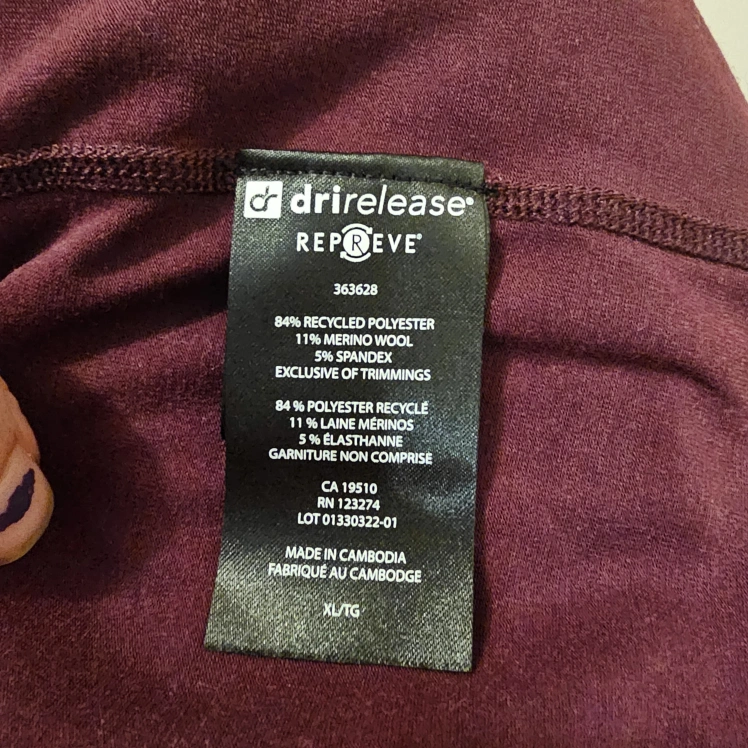 dr drirelease®
REPREVE®
363628
84% RECYCLED POLYESTER
11% MERINO WOOL
5% SPANDEX
EXCLUSIVE OF TRIMMINGS
84 % POLYESTER RECYCLÉ
11 % LAINE MÉRINOS
5 % ÉLASTHANNE
GARNITURE NON COMPRISE
CA 19510
RN 123274
LOT 01330322-01
MADE IN CAMBODIA
FABRIQUÉ AU CAMBODGE
XL/TG